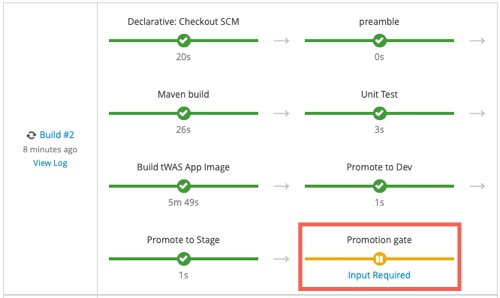 Declarative: Checkout SCM
20s
preamble
0s
Maven build
26s
Unit Test
3s
Build #2
8 minutes ago
View Log
Build tWAS App Image
5m 49s
Promote to Dev
1s
Promote to Stage
1s
Promotion gate
Input Required